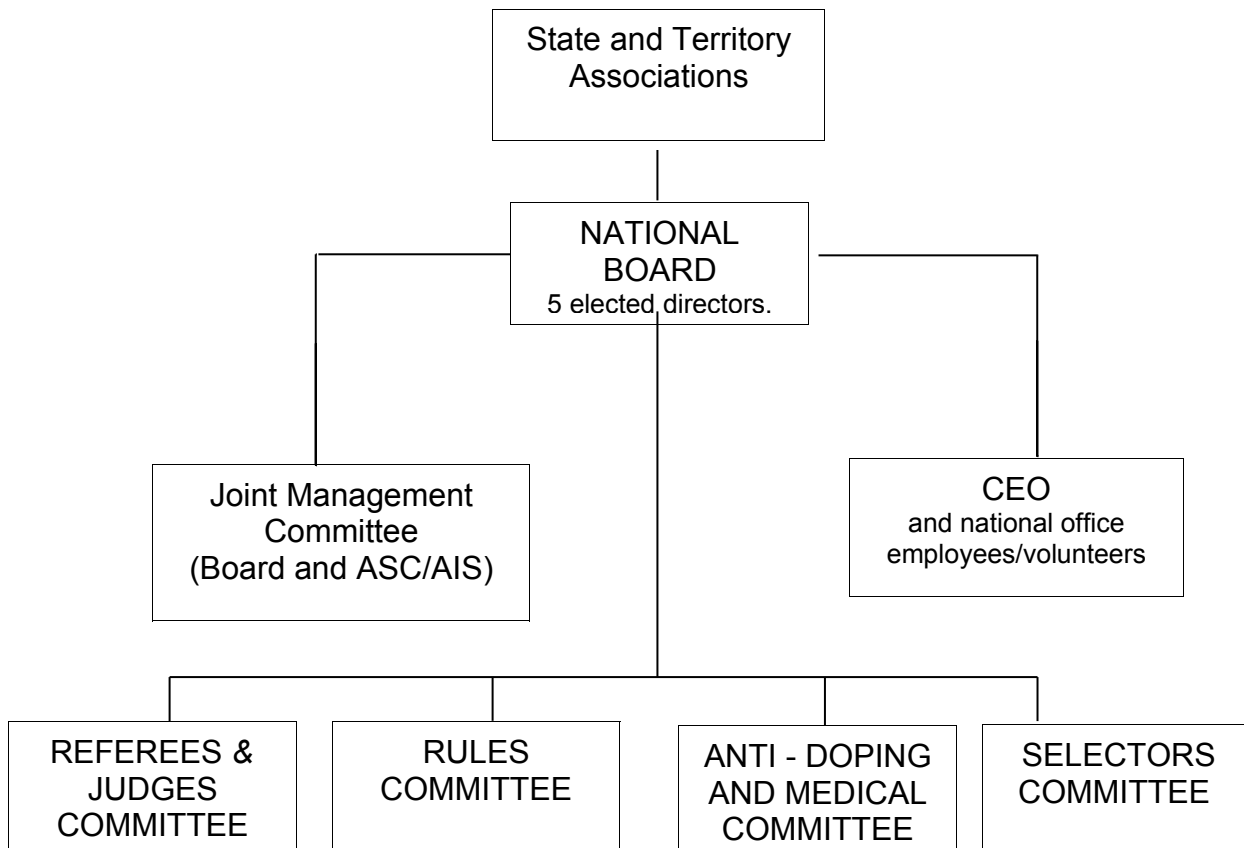 State and Territory
Associations
NATIONAL
BOARD
5 elected directors.
Joint Management
Committee
(Board and ASC/AIS)
CEO
and national office
employees/volunteers
REFEREES &
JUDGES
COMMITTEE
RULES
COMMITTEE
ANTI - DOPING
AND MEDICAL
COMMITTEE
SELECTORS
COMMITTEE